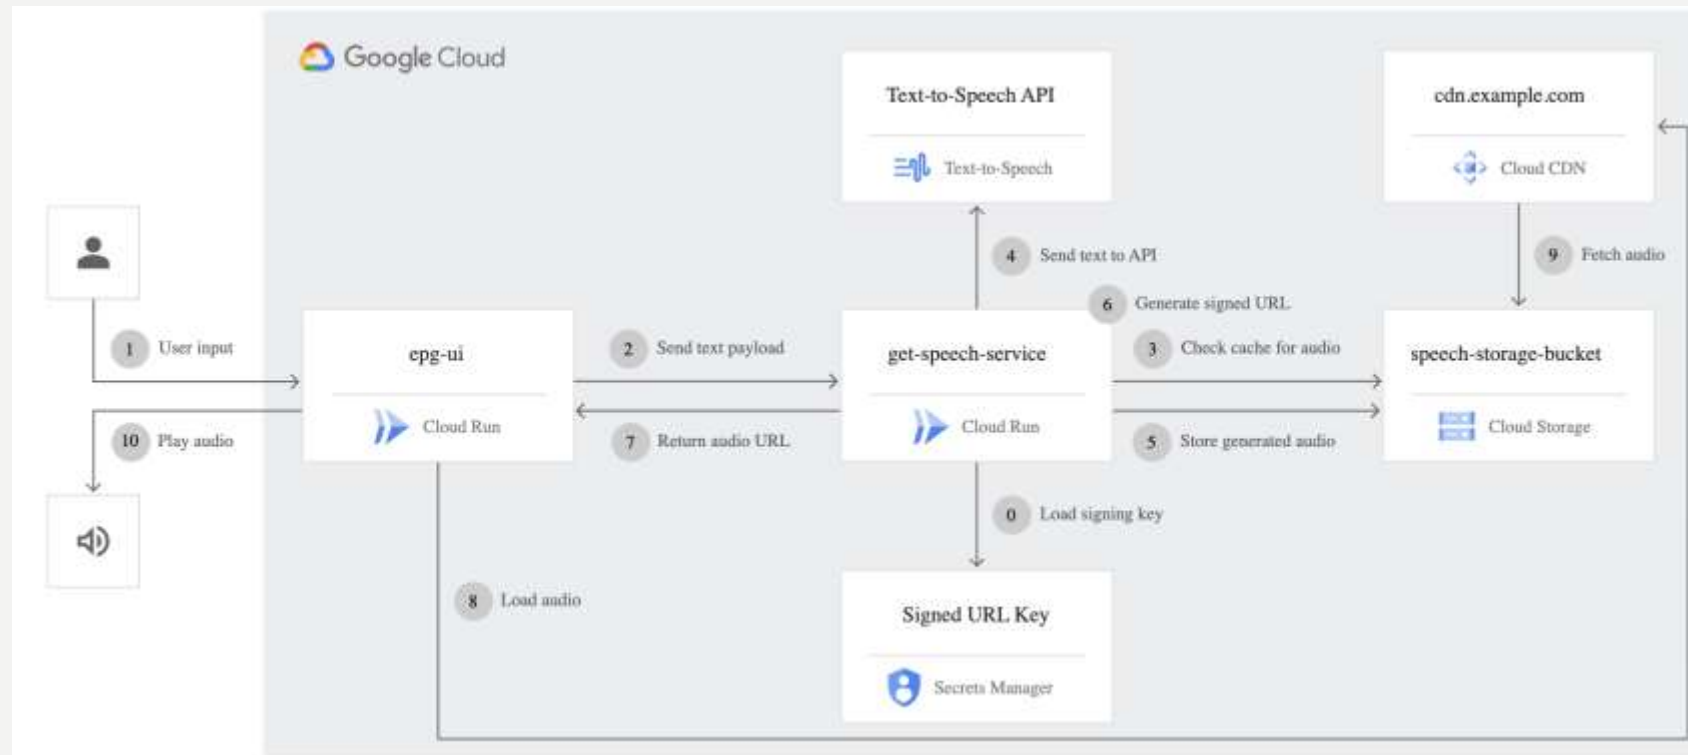 Google Cloud
Text-to-Speech API
Text-to-Speech
cdn.example.com
Cloud CDN
4 Send text to API
9 Fetch audio
6 Generate signed URL
1 User input
epg-ui
Cloud Run
2 Send text payload
get-speech-service
Cloud Run
3 Check cache for audio
speech-storage-bucket
Cloud Storage
10 Play audio
7 Return audio URL
5 Store generated audio
0 Load signing key
8 Load audio
Signed URL Key
Secrets Manager